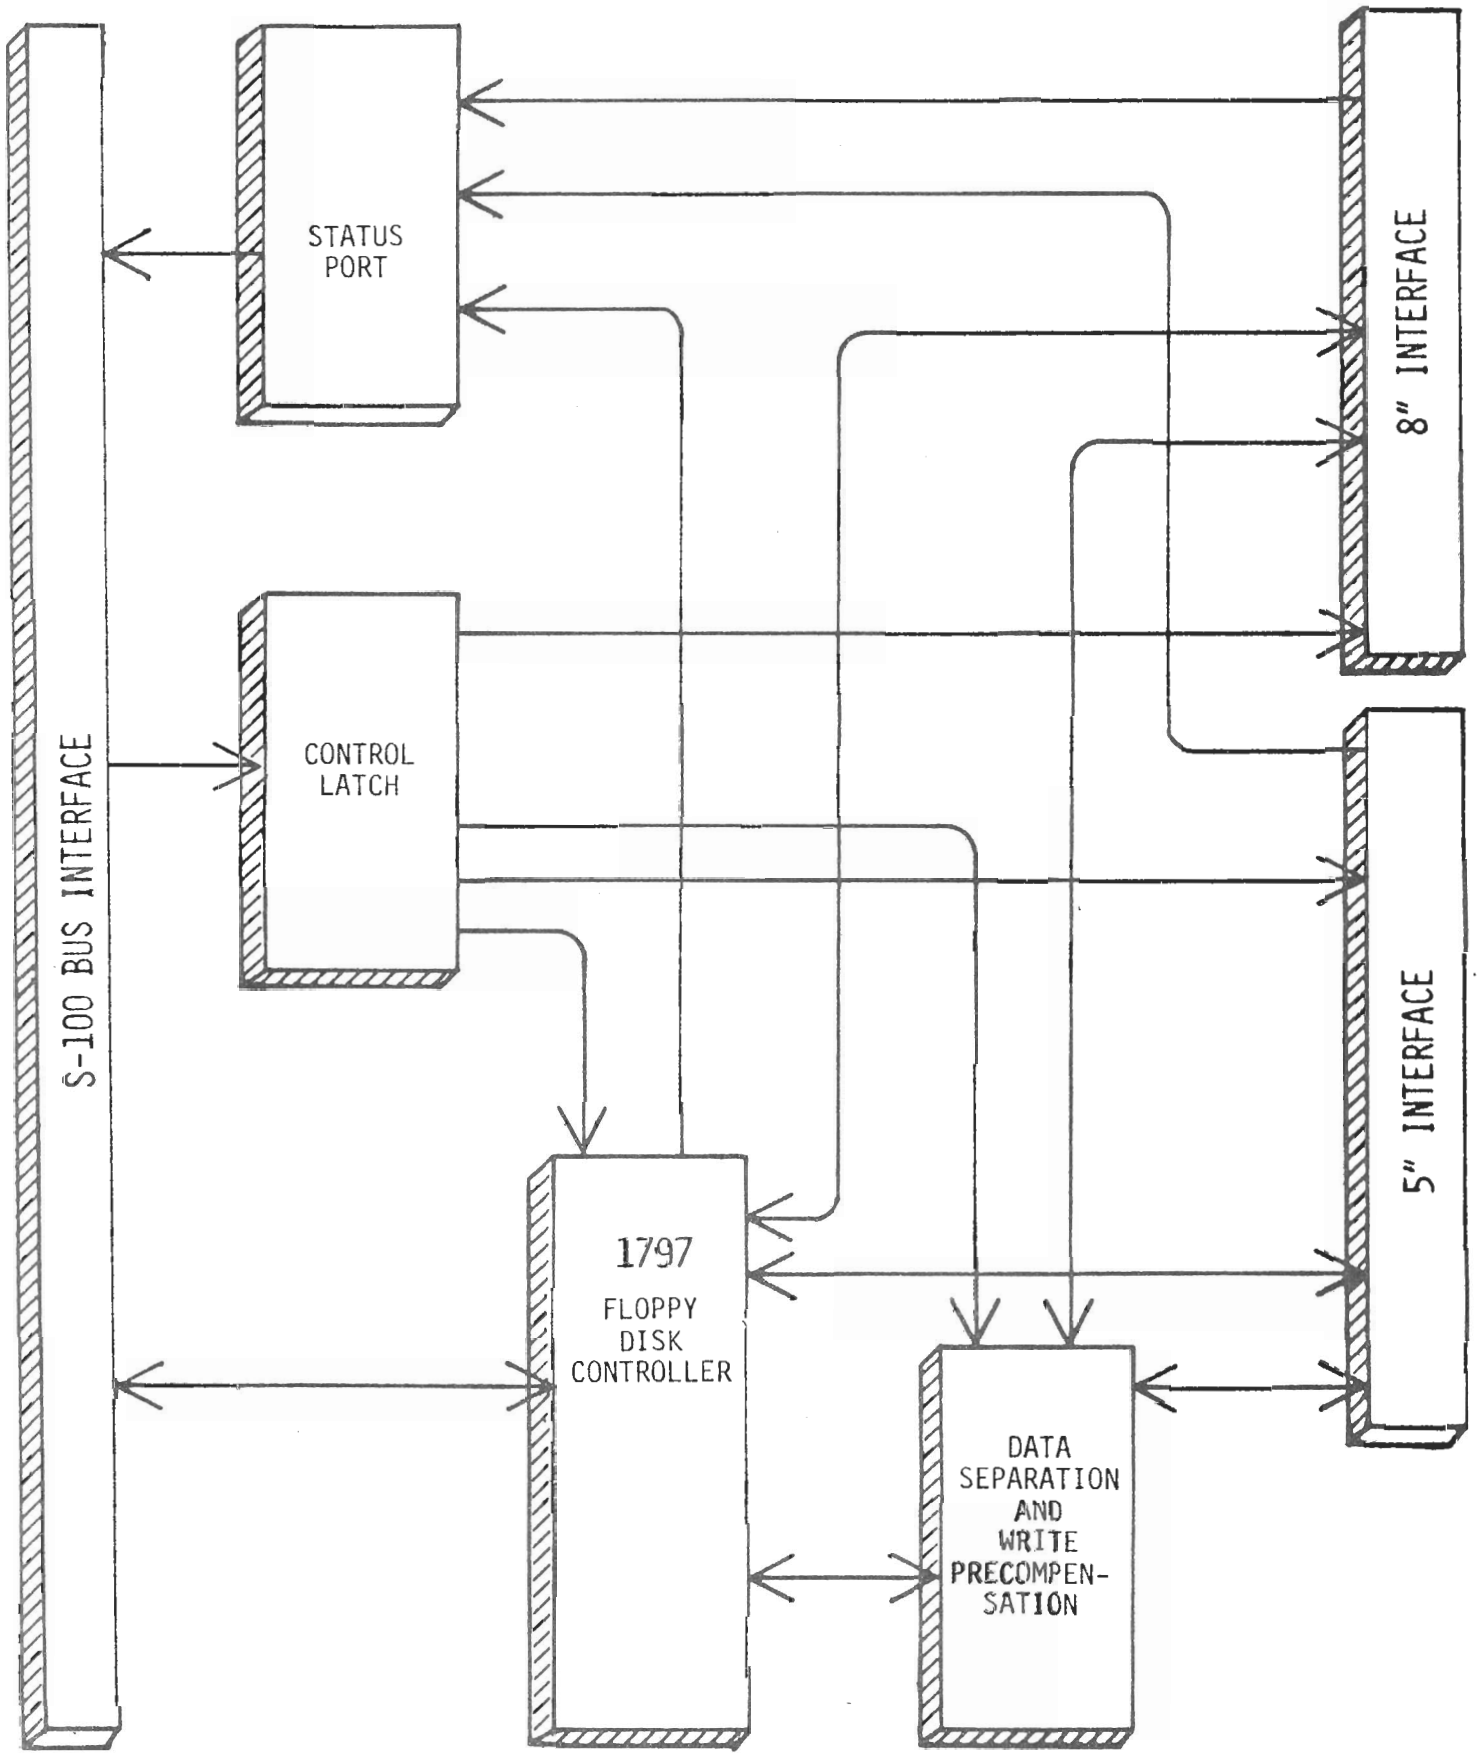 STATUS
PORT
8" INTERFACE
CONTROL
LATCH
S-100 BUS INTERFACE
5" INTERFACE
1797
FLOPPY
DISK
CONTROLLER
DATA
SEPARATION
AND
WRITE
PRECOMPEN-
SATION